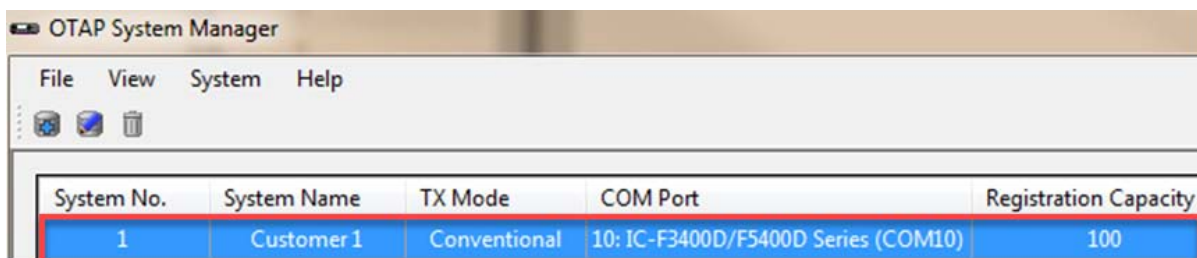 OTAP System Manager
File View System Help
System No. System Name TX Mode COM Port Registration Capacity
1 Customer 1 Conventional 10: IC-F3400D/F5400D Series (COM10) 100